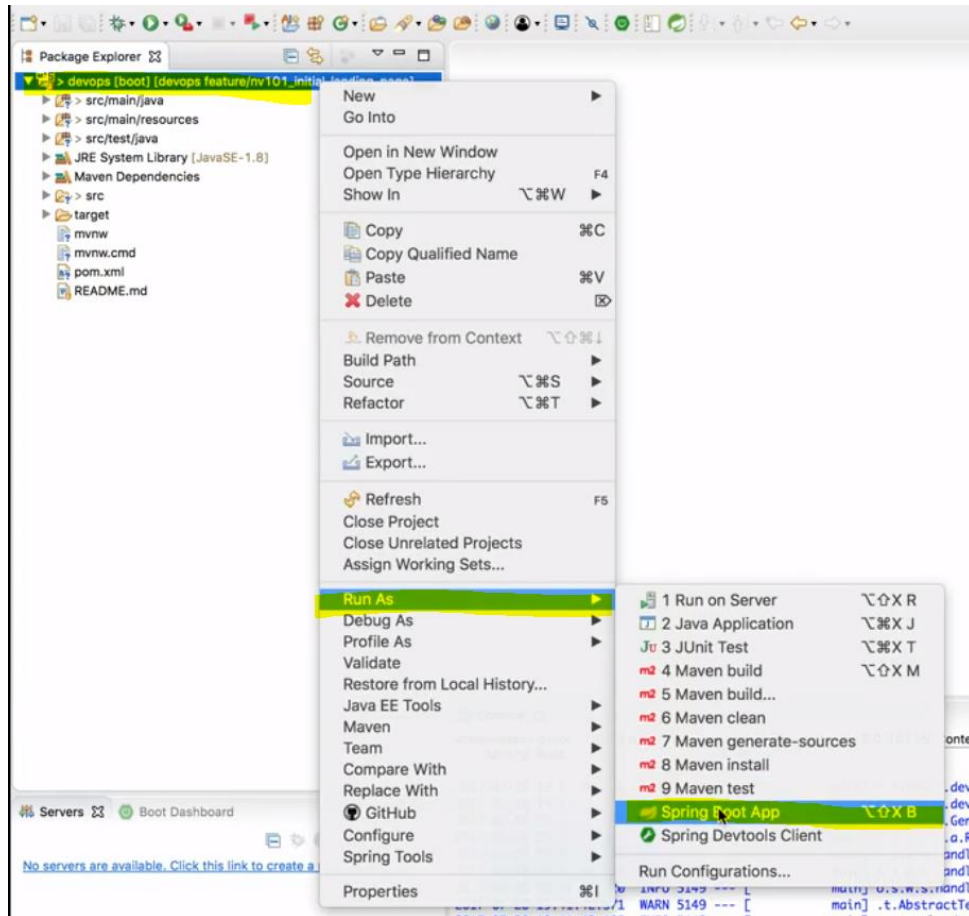 Package Explorer
> devops [boot] [devops feature/nv101_initial_landing_page]
> src/main/java
> src/main/resources
> src/test/java
JRE System Library [JavaSE-1.8]
Maven Dependencies
> src
target
mvnw
mvnw.cmd
pom.xml
README.md
New
Go Into
Open in New Window
Open Type Hierarchy F4
Show In ⌥⌘W
Copy ⌘C
Copy Qualified Name
Paste ⌘V
Delete ⌦
Remove from Context ⌥⇧⌘↓
Build Path
Source ⌥⌘S
Refactor ⌥⌘T
Import...
Export...
Refresh F5
Close Project
Close Unrelated Projects
Assign Working Sets...
Run As
Debug As
Profile As
Validate
Restore from Local History...
Java EE Tools
Maven
Team
Compare With
Replace With
GitHub
Configure
Spring Tools
Properties ⌘I
1 Run on Server ⌥⇧X R
2 Java Application ⌥⌘X J
Ju 3 JUnit Test ⌥⌘X T
m2 4 Maven build ⌥⇧X M
m2 5 Maven build...
m2 6 Maven clean
m2 7 Maven generate-sources
m2 8 Maven install
m2 9 Maven test
Spring Boot App ⌥⇧X B
Spring Devtools Client
Run Configurations...
Servers
Boot Dashboard
No servers are available. Click this link to create a
INFO 5149 --- [
WARN 5149 --- [
main] .t.AbstractTe